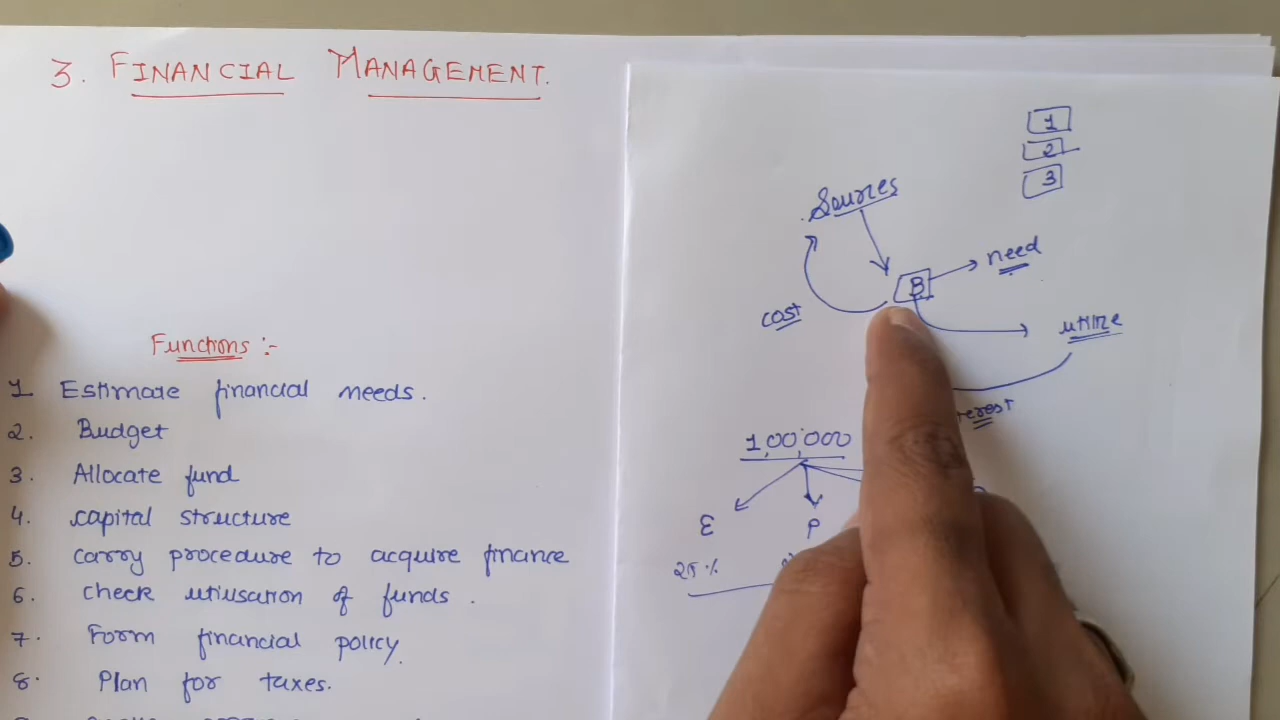 3. FINANCIAL MANAGEMENT.
Functions :-
1 Estimate financial needs.
2. Budget
3. Allocate fund
4. capital structure
5. carry procedure to acquire finance
6. check utilisation of funds.
7. Form financial policy.
8. Plan for taxes.
1
2
3
Sources
B need
cost
utilize
1,00,000
E P
25%